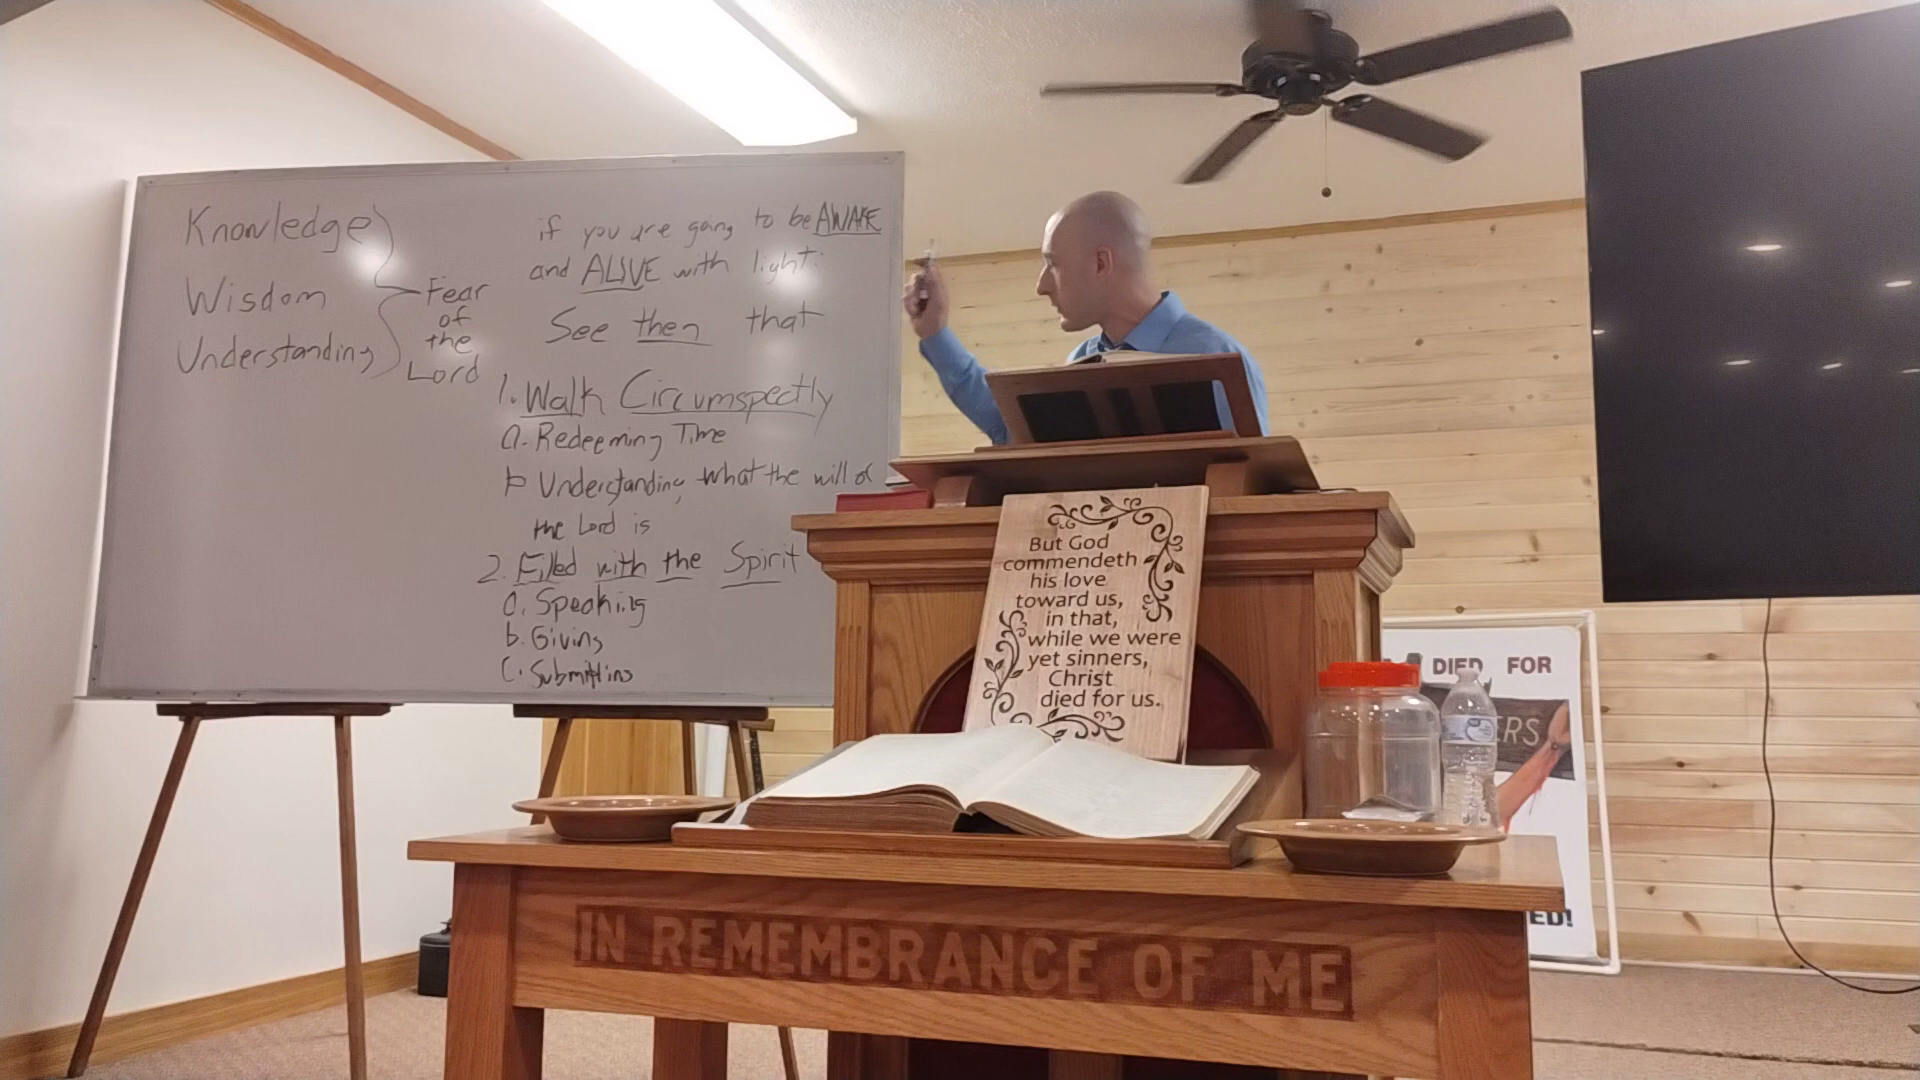 Knowledge
Wisdom
Understanding
Fear
of
the
Lord
if you are going to be AWAKE
and ALIVE with light:
See then that
1. Walk Circumspectly
a. Redeeming Time
b Understanding what the will of
the Lord is
2. Filled with the Spirit
a. Speaking
b. Giving
c. Submitting
But God
commendeth
his love
toward us,
in that,
while we were
yet sinners,
Christ
died for us.
DIED FOR
ERS
ED!
IN REMEMBRANCE OF ME